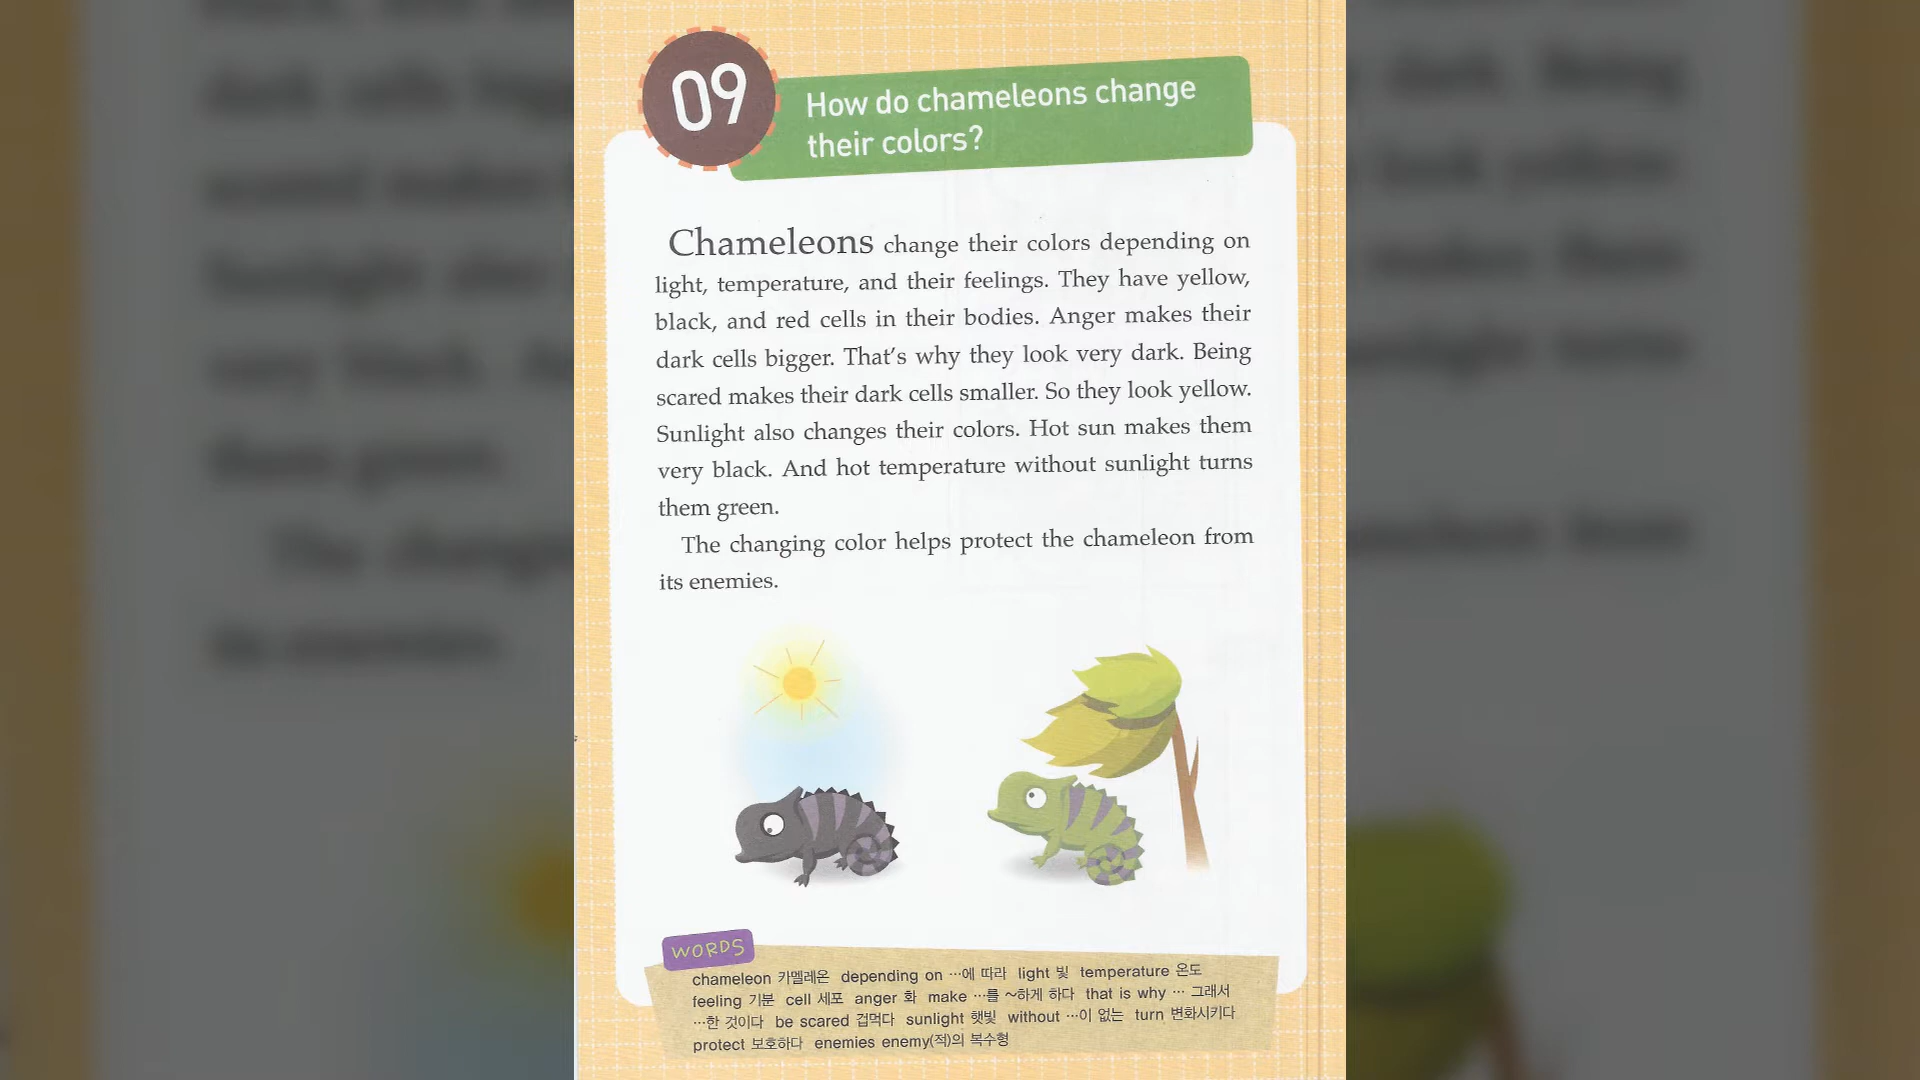 09
How do chameleons change
their colors?
Chameleons change their colors depending on
light, temperature, and their feelings. They have yellow,
black, and red cells in their bodies. Anger makes their
dark cells bigger. That's why they look very dark. Being
scared makes their dark cells smaller. So they look yellow.
Sunlight also changes their colors. Hot sun makes them
very black. And hot temperature without sunlight turns
them green.
The changing color helps protect the chameleon from
its enemies.
WORDS
chameleon 카멜레온 depending on …에 따라 light 빛 temperature 온도
feeling 기분 cell 세포 anger 화 make …를 ~하게 하다 that is why … 그래서
…한 것이다 be scared 겁먹다 sunlight 햇빛 without …이 없는 turn 변화시키다
protect 보호하다 enemies enemy(적)의 복수형